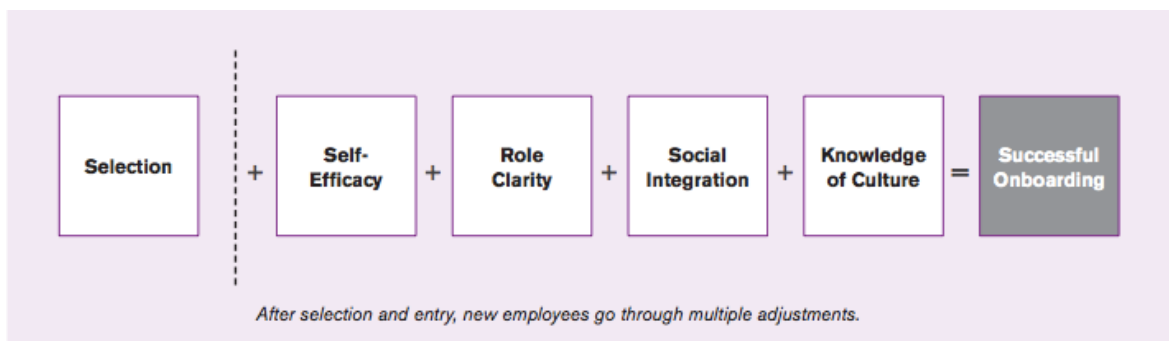 Selection
+
Self-
Efficacy
+
Role
Clarity
+
Social
Integration
+
Knowledge
of Culture
=
Successful
Onboarding
After selection and entry, new employees go through multiple adjustments.